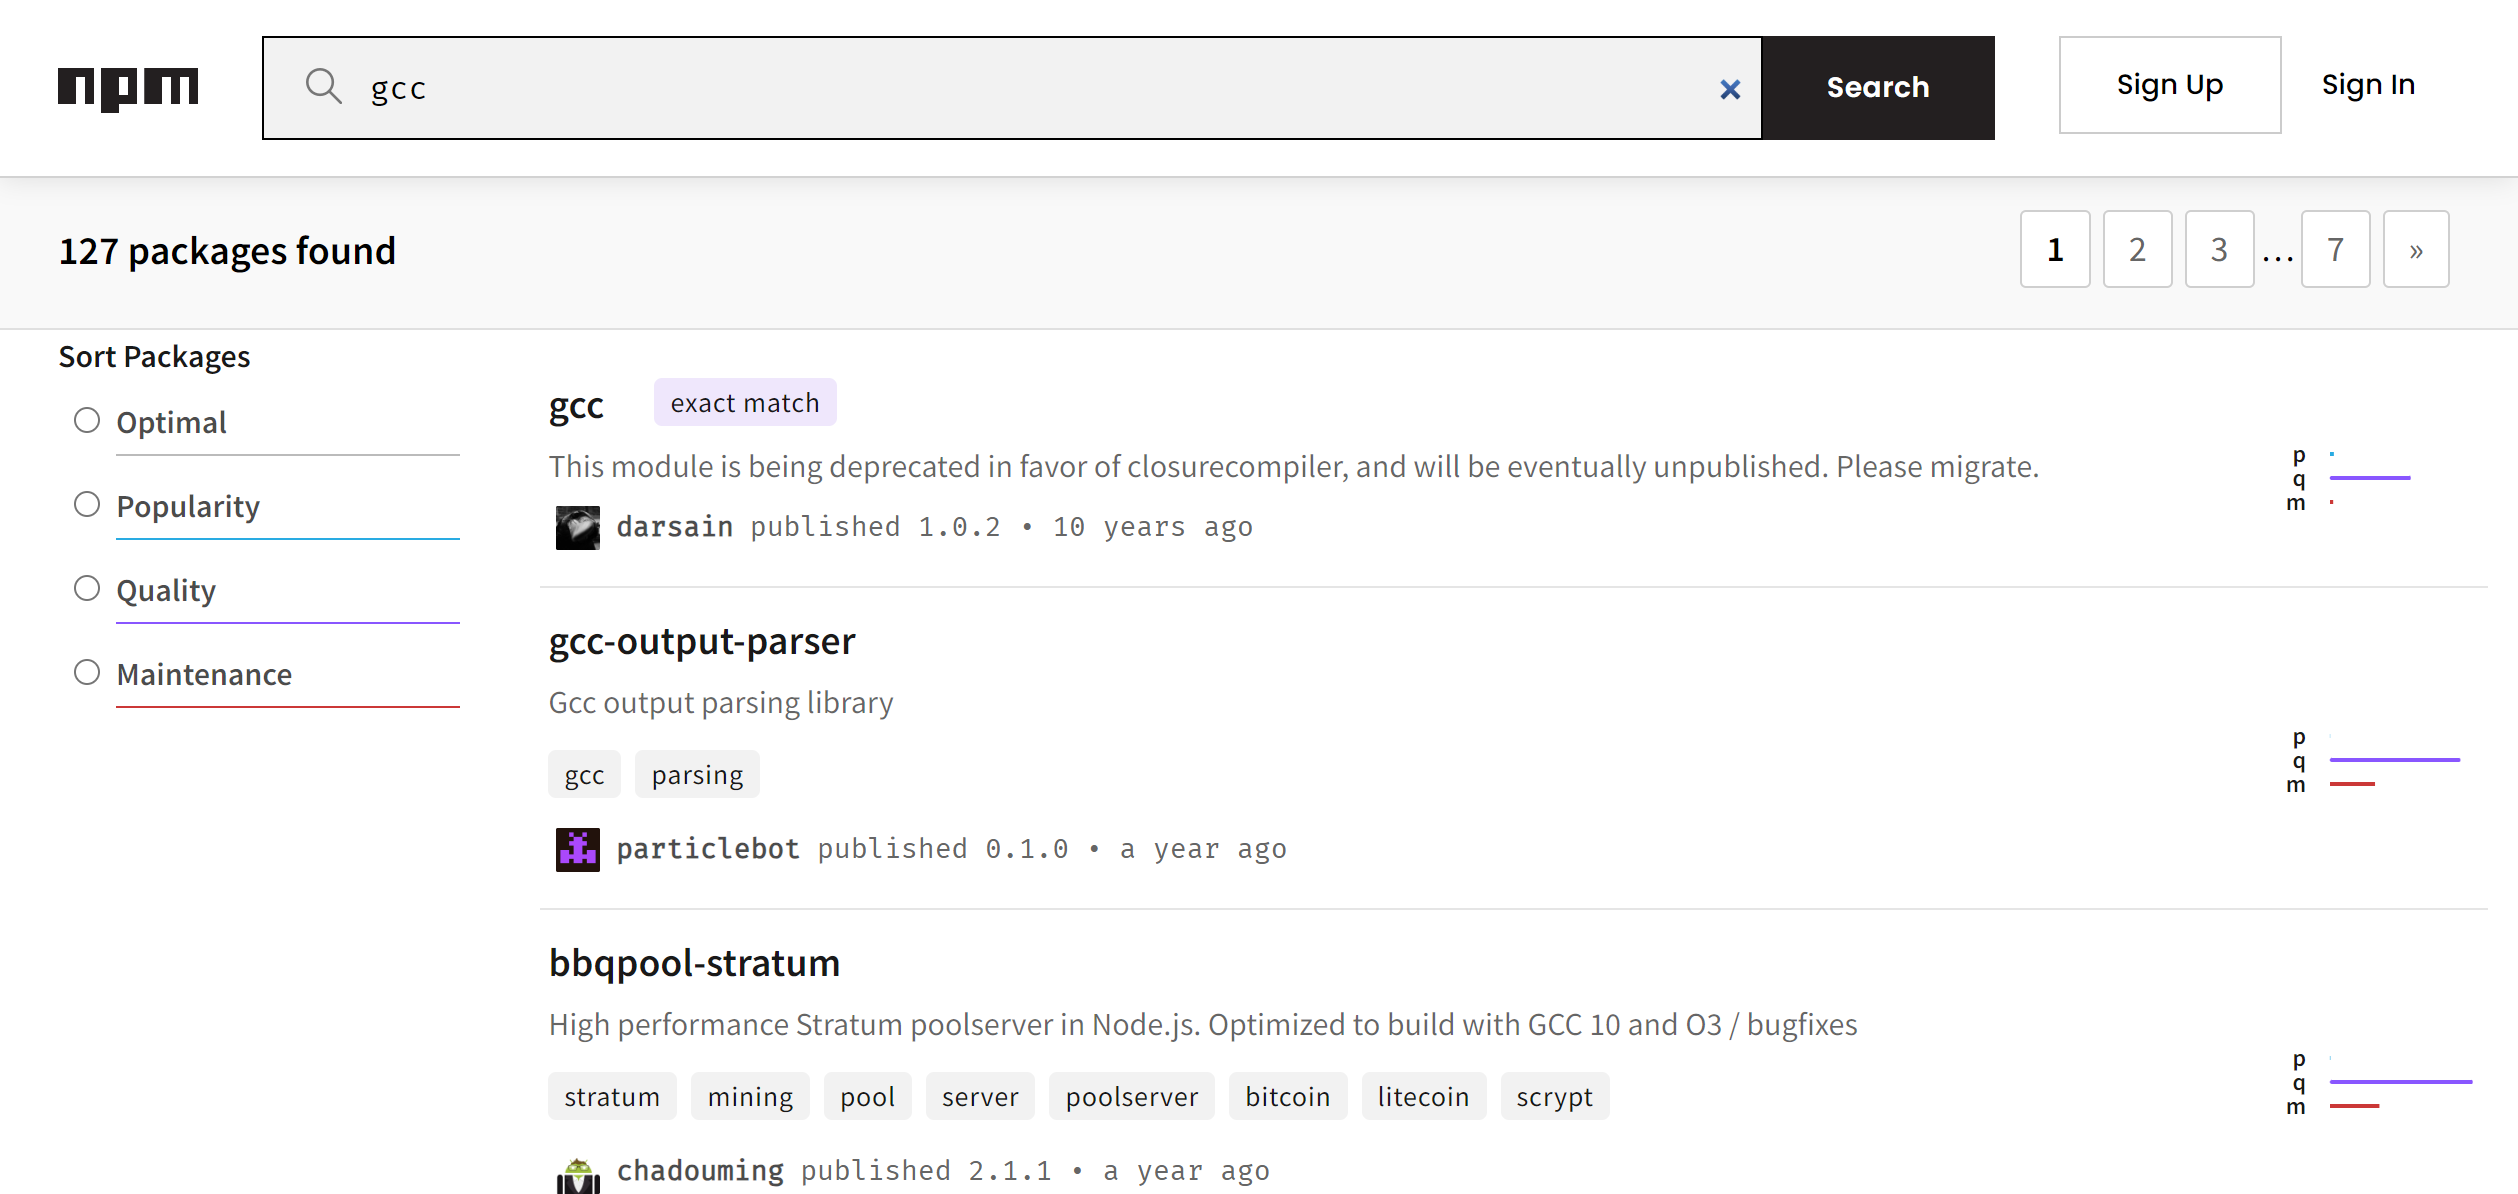 npm
gcc
×
Search
Sign Up
Sign In
127 packages found
1 2 3 ... 7 »
Sort Packages
Optimal
Popularity
Quality
Maintenance
gcc exact match
This module is being deprecated in favor of closurecompiler, and will be eventually unpublished. Please migrate.
darsain published 1.0.2 • 10 years ago
p
q
m
gcc-output-parser
Gcc output parsing library
gcc parsing
particlebot published 0.1.0 • a year ago
p
q
m
bbqpool-stratum
High performance Stratum poolserver in Node.js. Optimized to build with GCC 10 and O3 / bugfixes
stratum mining pool server poolserver bitcoin litecoin scrypt
chadouming published 2.1.1 • a year ago
p
q
m